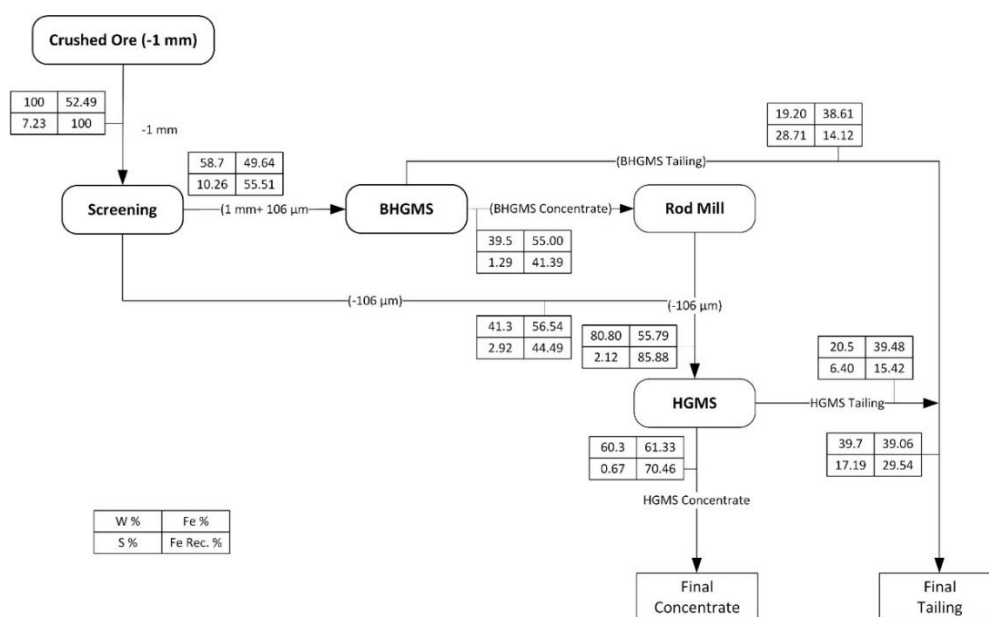 Crushed Ore (-1 mm)
100 52.49
7.23 100
-1 mm
19.20 38.61
28.71 14.12
58.7 49.64
10.26 55.51
(BHGMS Tailing)
Screening
(1 mm+ 106 µm
BHGMS
(BHGMS Concentrate)
Rod Mill
39.5 55.00
1.29 41.39
(-106 µm)
(-106 µm)
41.3 56.54
2.92 44.49
80.80 55.79
2.12 85.88
20.5 39.48
6.40 15.42
HGMS
HGMS Tailing
60.3 61.33
0.67 70.46
39.7 39.06
17.19 29.54
HGMS Concentrate
W % Fe %
S % Fe Rec. %
Final
Concentrate
Final
Tailing